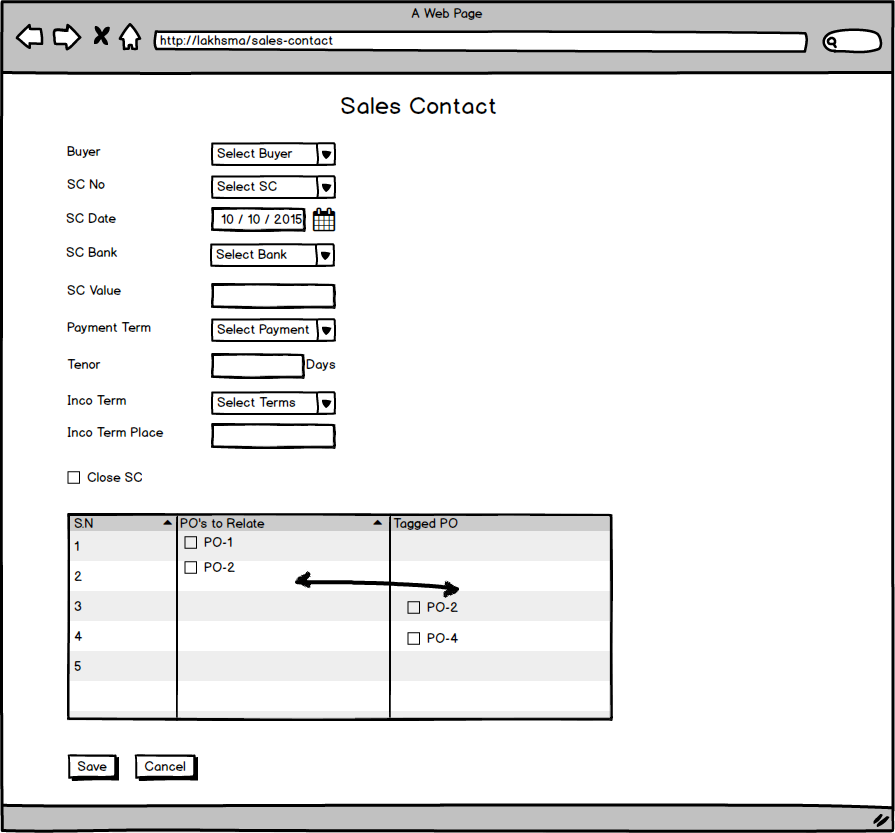 A Web Page
http://lakhsma/sales-contact
Sales Contact
Buyer Select Buyer
SC No Select SC
SC Date 10 / 10 / 2015
SC Bank Select Bank
SC Value
Payment Term Select Payment
Tenor Days
Inco Term Select Terms
Inco Term Place
Close SC
S.N PO's to Relate Tagged PO
1 PO-1
2 PO-2
3 PO-2
4 PO-4
5
Save Cancel